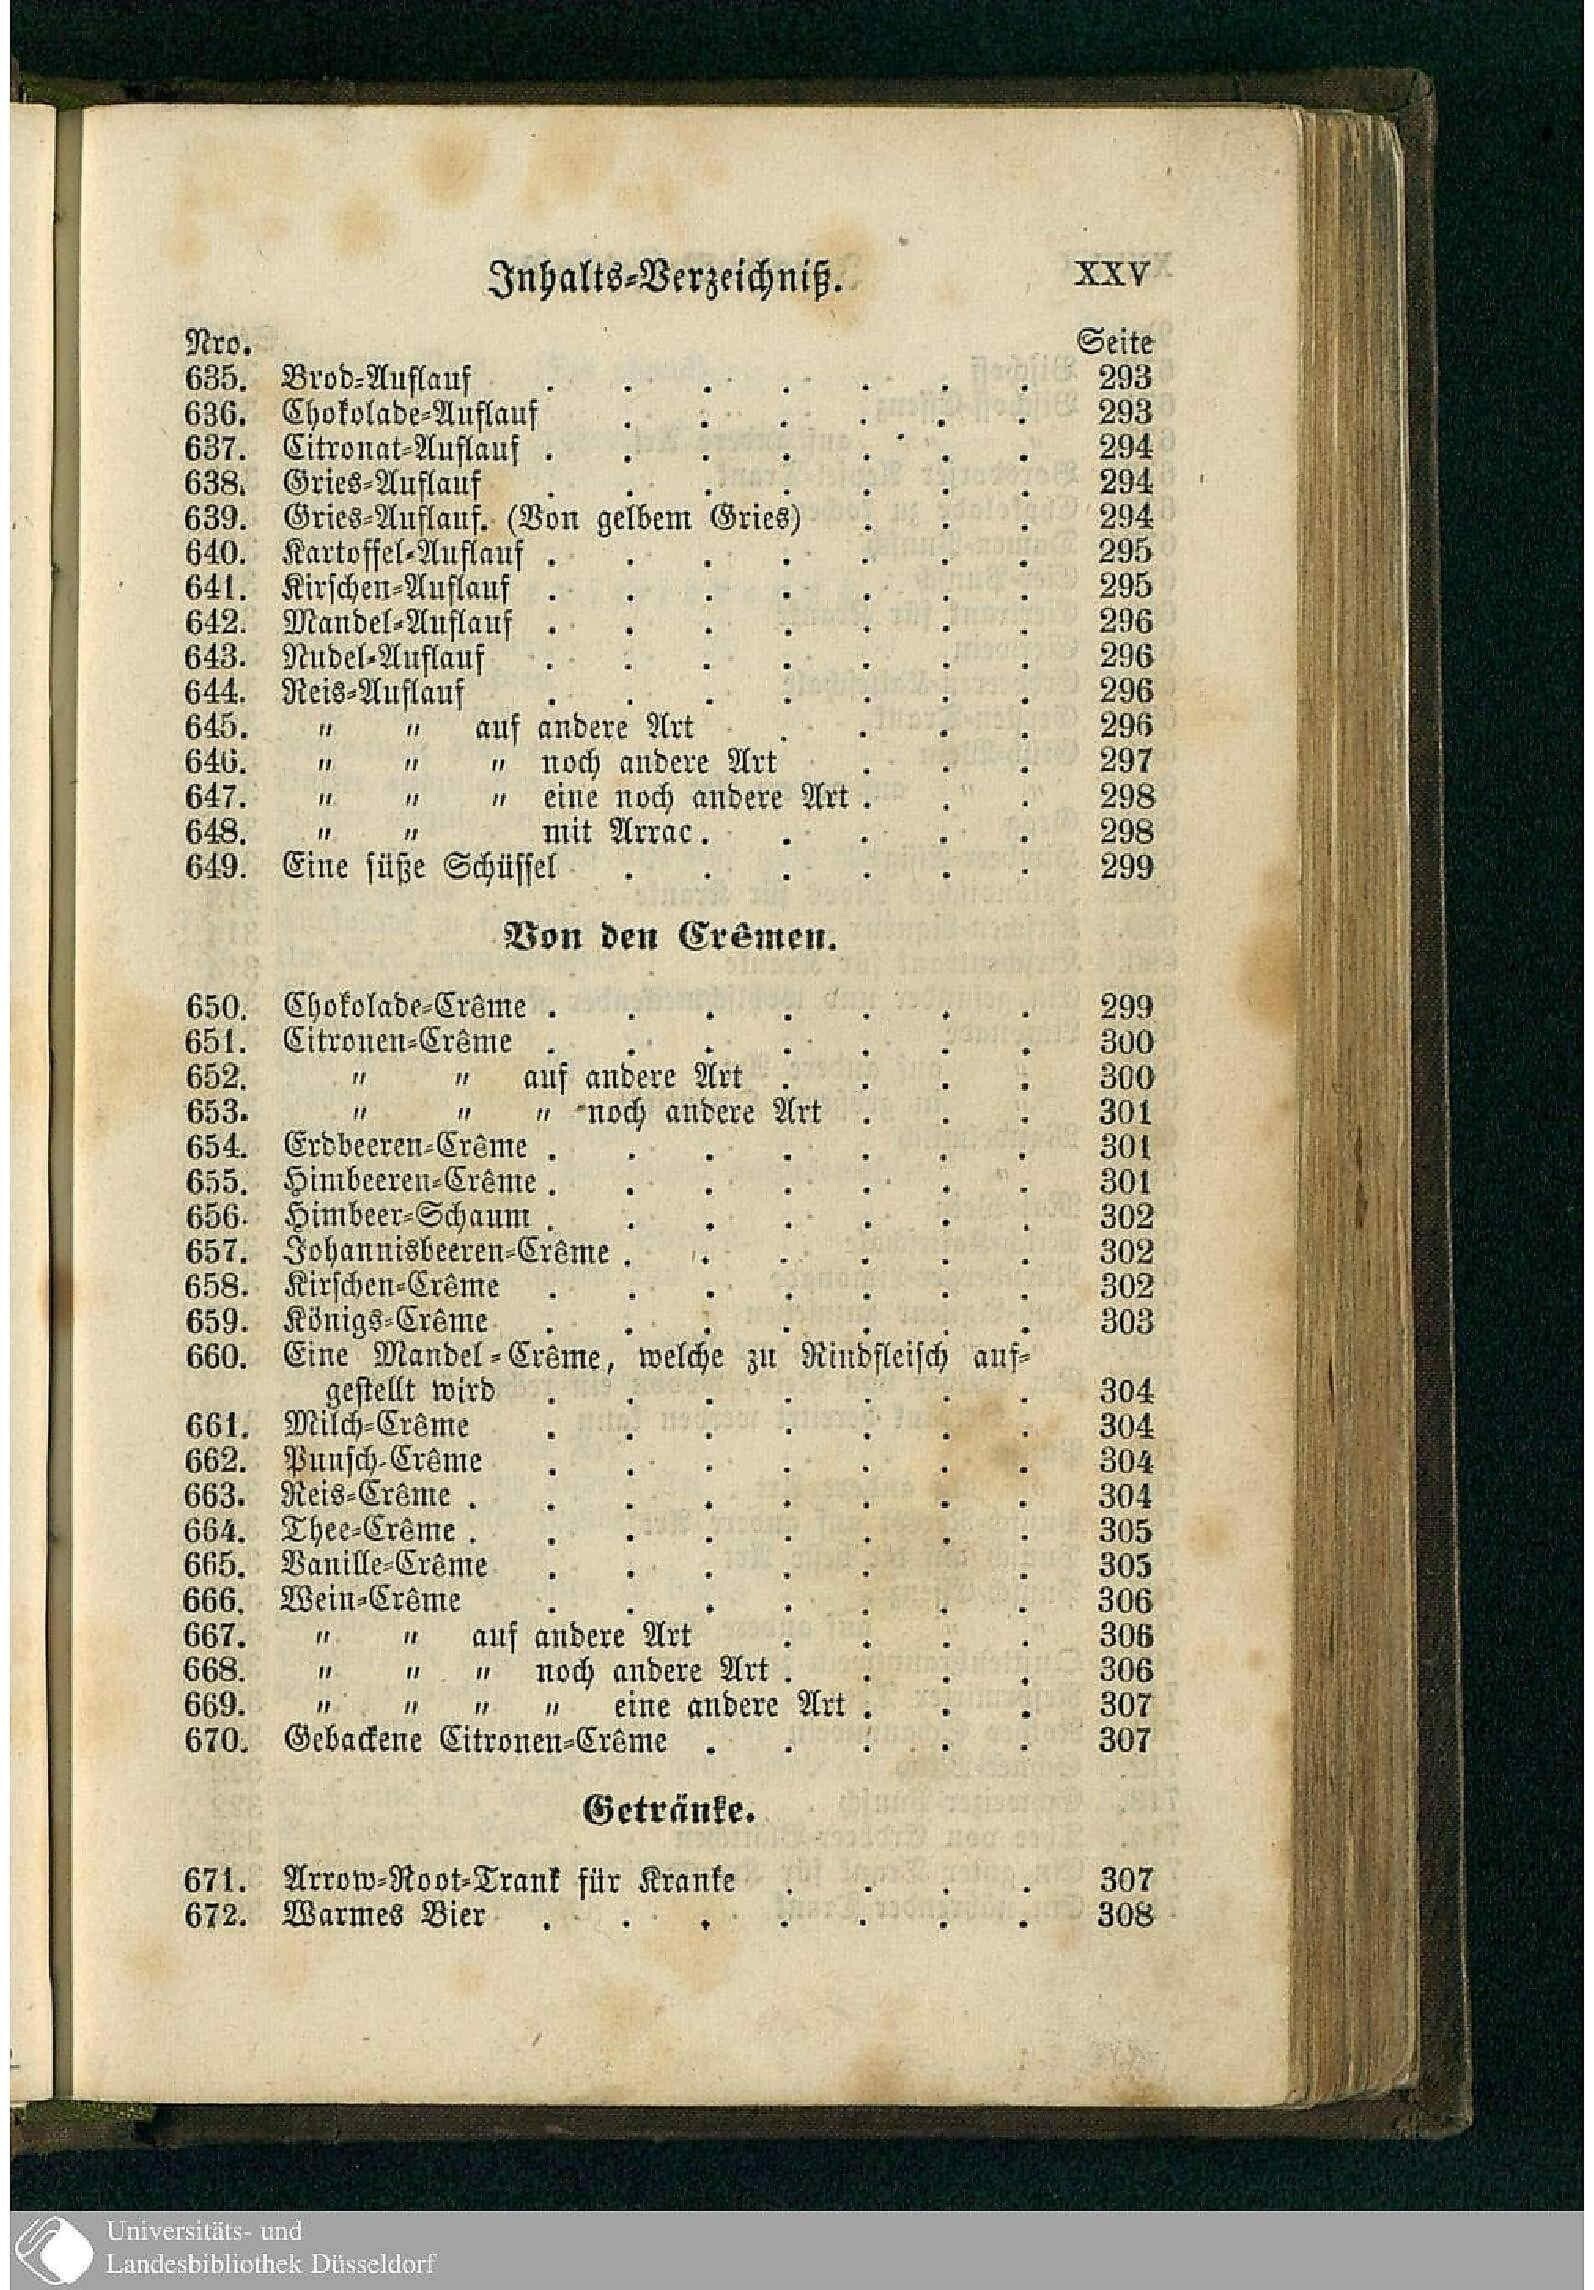 Inhalts-Verzeichniß. XXV
Nro. Seite
635. Brod-Auflauf . . . . . . . 293
636. Chokolade-Auflauf . . . . . . 293
637. Citronat-Auflauf . . . . . . . 294
638. Gries-Auflauf . . . . . . . 294
639. Gries-Auflauf. (Von gelbem Gries) . . . 294
640. Kartoffel-Auflauf . . . . . . . 295
641. Kirschen-Auflauf . . . . . . . 295
642. Mandel-Auflauf . . . . . . . 296
643. Nudel-Auflauf . . . . . . . 296
644. Reis-Auflauf . . . . . . . 296
645. " " auf andere Art . . . . 296
646. " " " noch andere Art . . . 297
647. " " " eine noch andere Art . . . 298
648. " " mit Arrac . . . . . 298
649. Eine süße Schüssel . . . . . . 299
Von den Crêmen.
650. Chokolade-Crême . . . . . . . 299
651. Citronen-Crême . . . . . . . 300
652. " " auf andere Art . . . . 300
653. " " " noch andere Art . . . 301
654. Erdbeeren-Crême . . . . . . . 301
655. Himbeeren-Crême . . . . . . . 301
656. Himbeer-Schaum . . . . . . . 302
657. Johannisbeeren-Crême . . . . . . 302
658. Kirschen-Crême . . . . . . . 302
659. Königs-Crême . . . . . . . 303
660. Eine Mandel-Crême, welche zu Rindfleisch auf-
gestellt wird . . . . . . . 304
661. Milch-Crême . . . . . . . 304
662. Punsch-Crême . . . . . . . 304
663. Reis-Crême . . . . . . . . 304
664. Thee-Crême . . . . . . . . 305
665. Vanille-Crême . . . . . . 305
666. Wein-Crême . . . . . . . 306
667. " " auf andere Art . . . . 306
668. " " " noch andere Art . . . . 306
669. " " " " eine andere Art . . . 307
670. Gebackene Citronen-Crême . . . . . 307
Getränke.
671. Arrow-Root-Trank für Kranke . . . . 307
672. Warmes Bier . . . . . . . 308
Universitäts- und
Landesbibliothek Düsseldorf